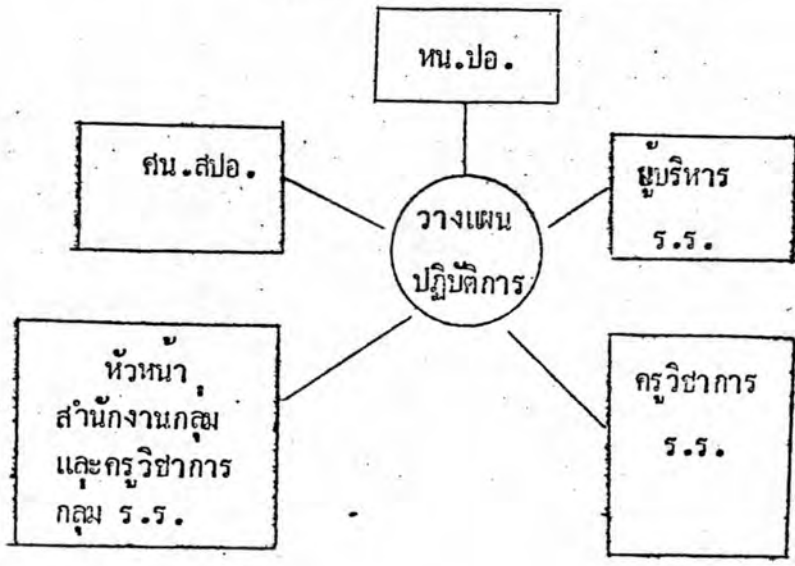 หน.ปอ.
ศน.สปอ.
ผู้บริหาร
ร.ร.
วางแผน
ปฏิบัติการ
หัวหน้า
สำนักงานกลุ่ม
และครูวิชาการ
กลุ่ม ร.ร.
ครูวิชาการ
ร.ร.